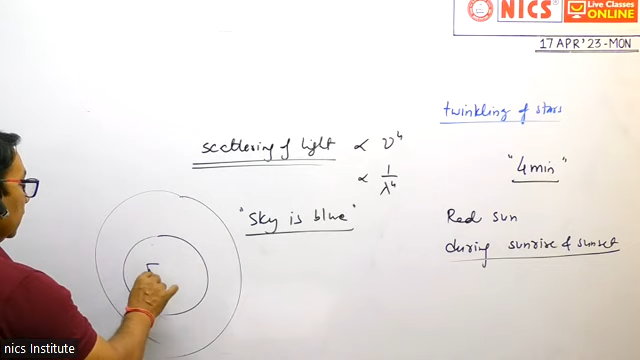 NICS
Live Classes
ONLINE
17 APR'23-MON
twinkling of stars
scattering of light ∝ ν⁴
∝ 1/λ⁴
"4 min"
"Sky is blue"
Red sun
during sunrise & sunset
E
nics Institute